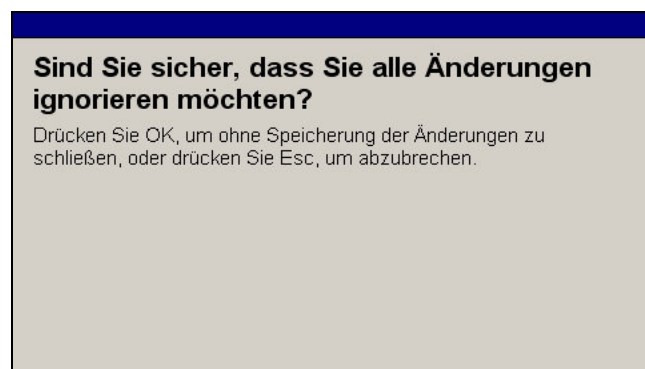 Sind Sie sicher, dass Sie alle Änderungen
ignorieren möchten?
Drücken Sie OK, um ohne Speicherung der Änderungen zu
schließen, oder drücken Sie Esc, um abzubrechen.